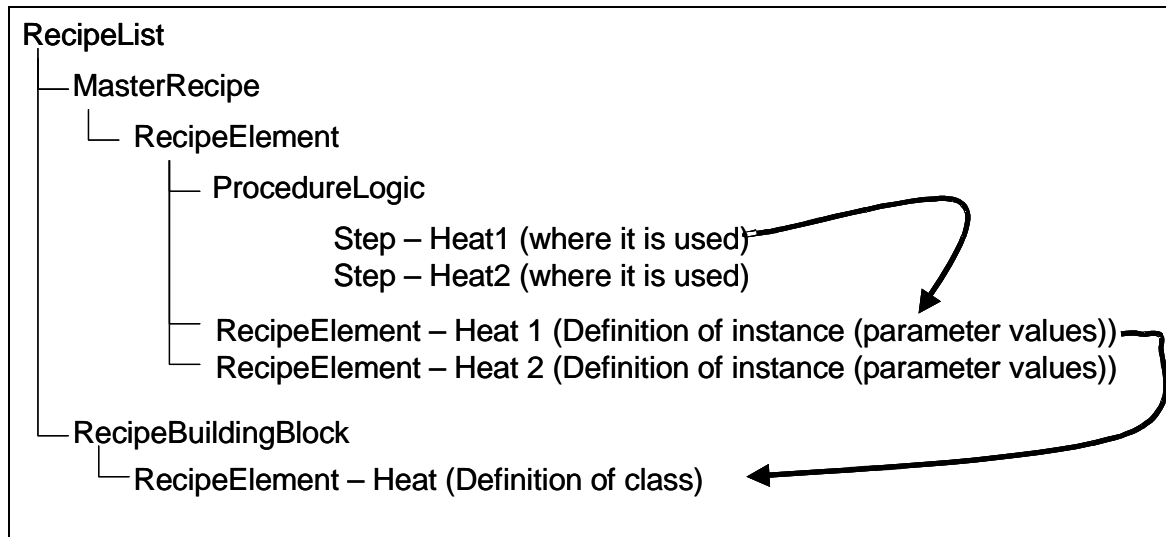 RecipeList
MasterRecipe
RecipeElement
ProcedureLogic
Step – Heat1 (where it is used)
Step – Heat2 (where it is used)
RecipeElement – Heat 1 (Definition of instance (parameter values))
RecipeElement – Heat 2 (Definition of instance (parameter values))
RecipeBuildingBlock
RecipeElement – Heat (Definition of class)